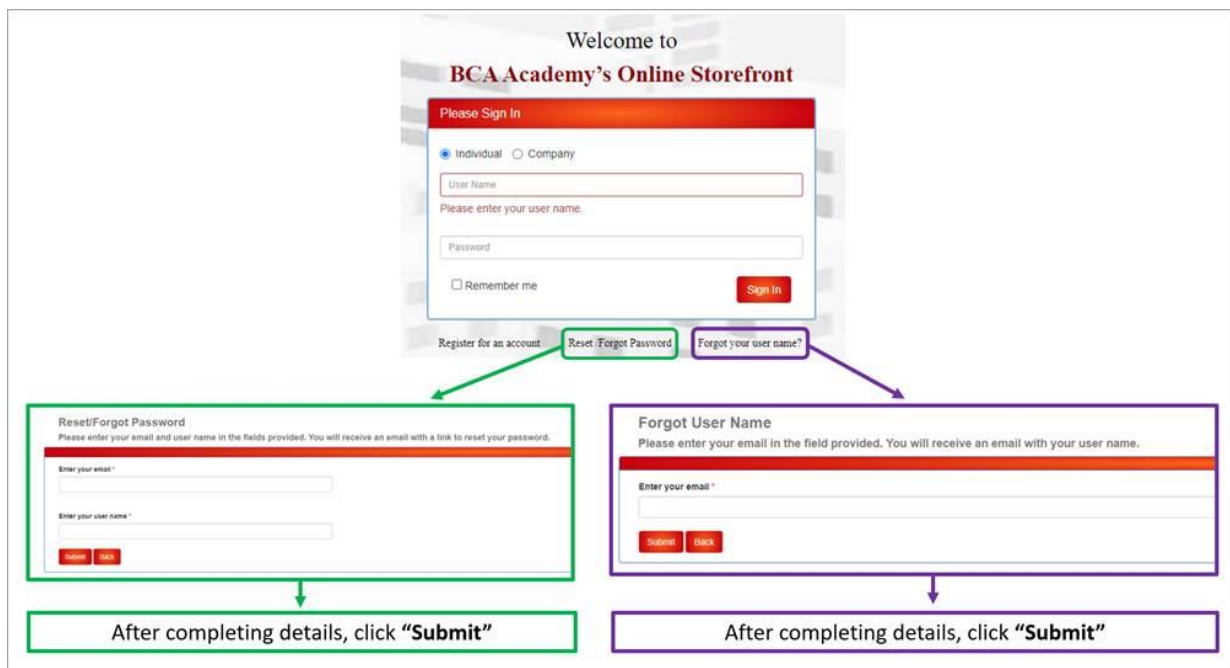 Welcome to
BCA Academy's Online Storefront
Please Sign In
Individual Company
User Name
Please enter your user name.
Password
Remember me
Sign In
Register for an account Reset /Forgot Password Forgot your user name?
Reset/Forgot Password
Please enter your email and user name in the fields provided. You will receive an email with a link to reset your password.
Enter your email *
Enter your user name *
Submit Back
After completing details, click “Submit”
Forgot User Name
Please enter your email in the field provided. You will receive an email with your user name.
Enter your email *
Submit Back
After completing details, click “Submit”